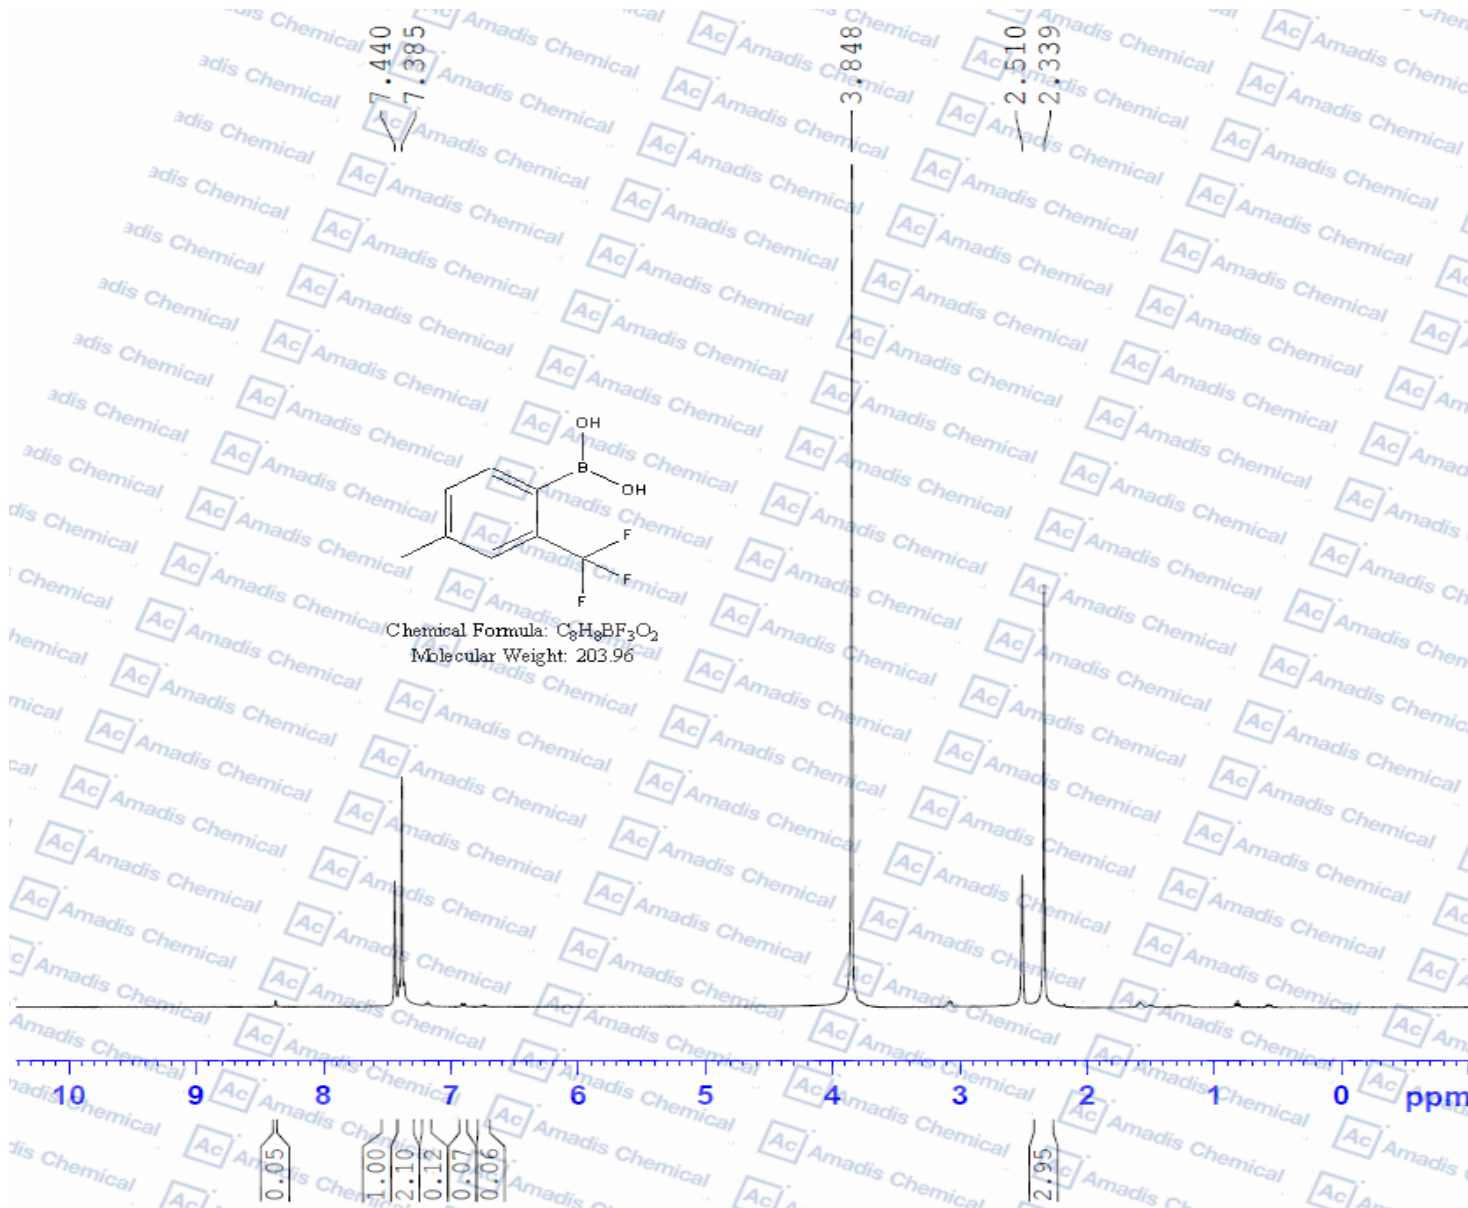 7.440
7.385
3.848
2.510
2.339
OH
B
OH
F
F
F
Chemical Formula: C8H8BF3O2
Molecular Weight: 203.96
10 9 8 7 6 5 4 3 2 1 0 ppm
0.05
1.00
2.10
0.12
0.07
0.06
2.95
Ac Amadis Chemical